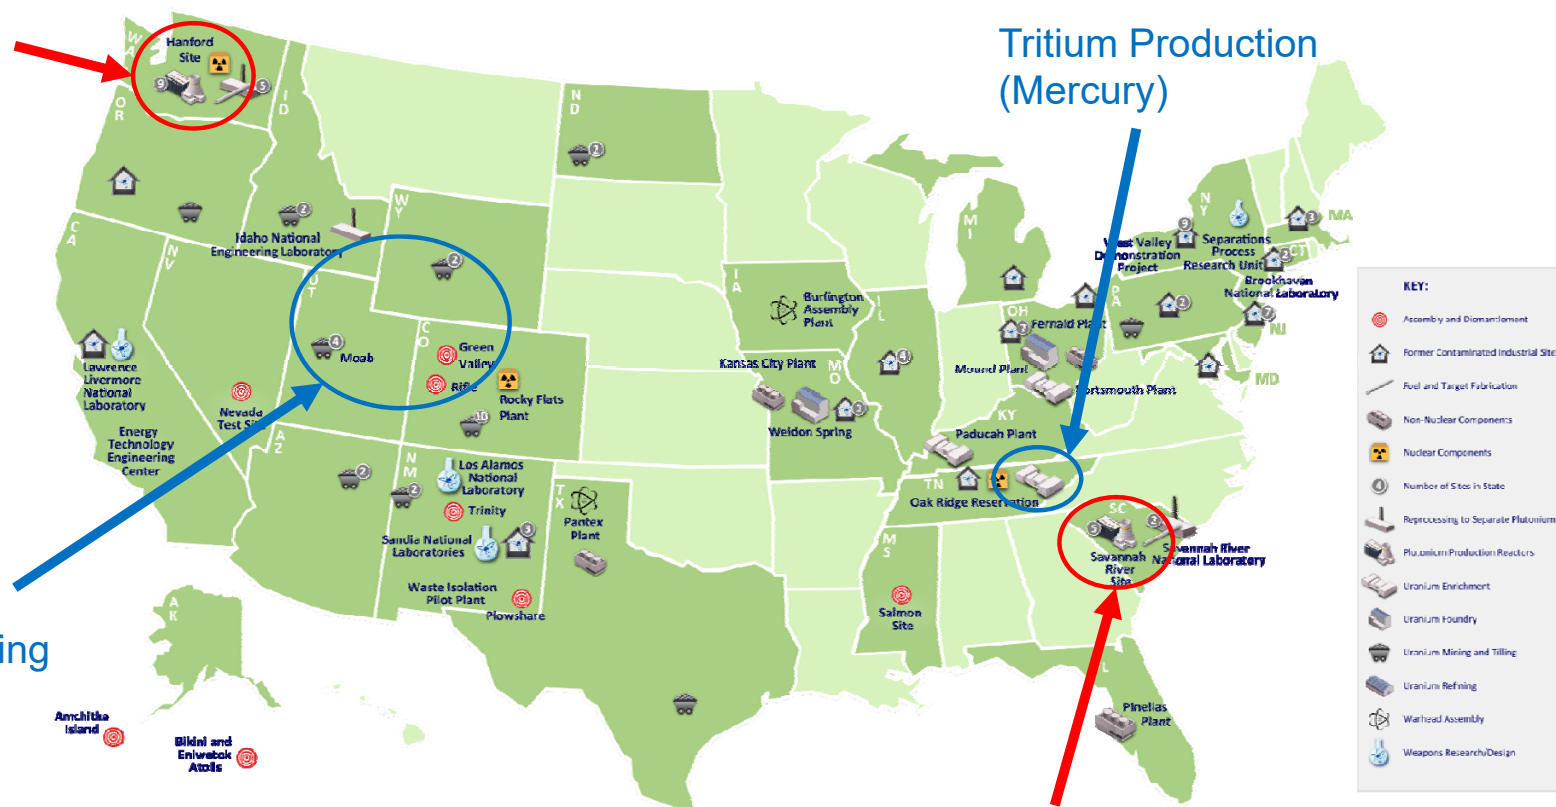 Tritium Production
(Mercury)
ing
WA
Hanford
Site
9
5
OR
ID
ND
2
WY
2
Idaho National
Engineering Laboratory
2
CA
NV
UT
4
Moab
CO
Green
Valley
Rifle
Rocky Flats
Plant
10
Lawrence
Livermore
National
Laboratory
Energy
Technology
Engineering
Center
Nevada
Test Site
AZ
2
NM
2
Los Alamos
National
Laboratory
Trinity
Sandia National
Laboratories
3
Waste Isolation
Pilot Plant
Plowshare
TX
Pantex
Plant
IA
Burlington
Assembly
Plant
IL
4
Kansas City Plant
MO
Weldon Spring
MI
OH
Fernald Plant
Mound Plant
Portsmouth Plant
KY
Paducah Plant
TN
Oak Ridge Reservation
MS
Salmon
Site
SC
5
2
Savannah
River
Site
Savannah River
National Laboratory
Pinellas
Plant
NY
9
West Valley
Demonstration
Project
Separations
Process
Research Unit
3
MA
CT
2
Brookhaven
National Laboratory
PA
2
7
NJ
MD
AK
Amchitka
Island
Bikini and
Eniwetok
Atolls
KEY:
Assembly and Dismantlement
Former Contaminated Industrial Site
Fuel and Target Fabrication
Non-Nuclear Components
Nuclear Components
4
Number of Sites in State
Reprocessing to Separate Plutonium
Plutonium Production Reactors
Uranium Enrichment
Uranium Foundry
Uranium Mining and Tilling
Uranium Refining
Warhead Assembly
Weapons Research/Design